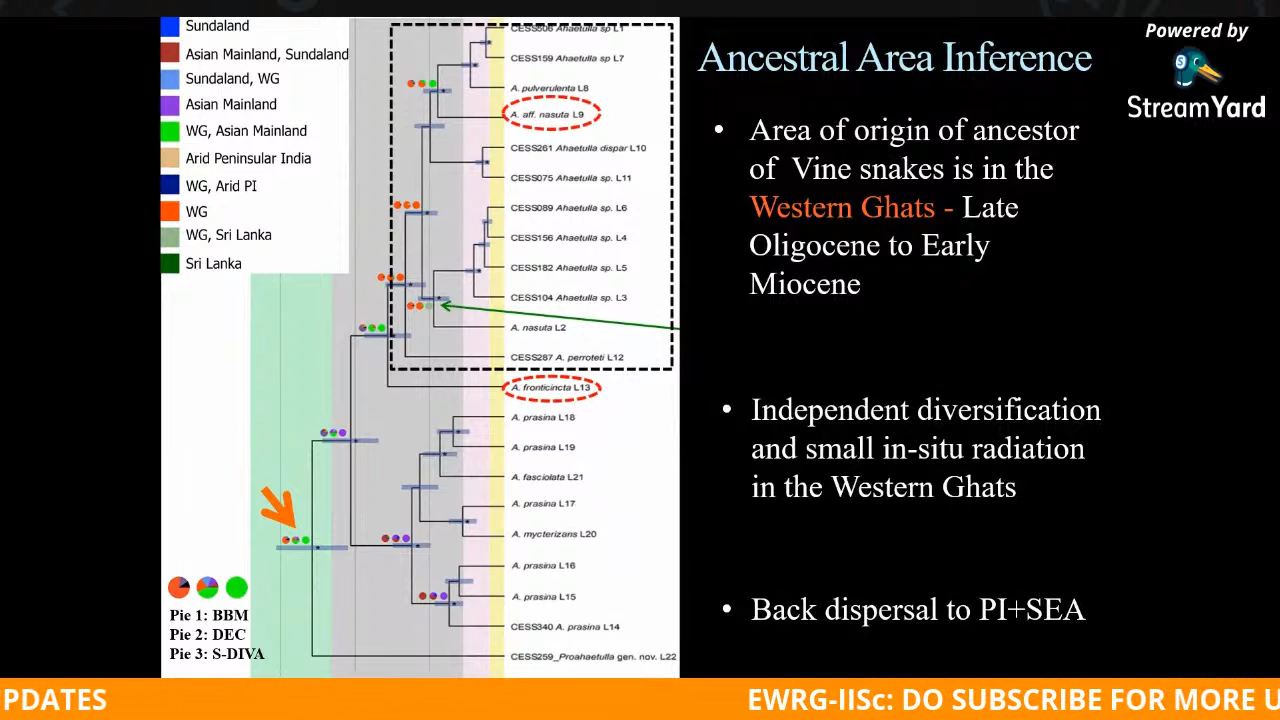 Sundaland
Asian Mainland, Sundaland
Sundaland, WG
Asian Mainland
WG, Asian Mainland
Arid Peninsular India
WG, Arid PI
WG
WG, Sri Lanka
Sri Lanka
CESS506 Ahaetulla sp L1
CESS159 Ahaetulla sp L7
A. pulverulenta L8
A. aff. nasuta L9
CESS261 Ahaetulla dispar L10
CESS075 Ahaetulla sp. L11
CESS089 Ahaetulla sp. L6
CESS156 Ahaetulla sp. L4
CESS182 Ahaetulla sp. L5
CESS104 Ahaetulla sp. L3
A. nasuta L2
CESS287 A. perroteti L12
A. fronticincta L13
A. prasina L18
A. prasina L19
A. fasciolata L21
A. prasina L17
A. mycterizans L20
A. prasina L16
A. prasina L15
CESS340 A. prasina L14
CESS259_Proahaetulla gen. nov. L22
Pie 1: BBM
Pie 2: DEC
Pie 3: S-DIVA
Ancestral Area Inference
Powered by
StreamYard
• Area of origin of ancestor
of Vine snakes is in the
Western Ghats - Late
Oligocene to Early
Miocene
• Independent diversification
and small in-situ radiation
in the Western Ghats
• Back dispersal to PI+SEA
UPDATES
EWRG-IISc: DO SUBSCRIBE FOR MORE U